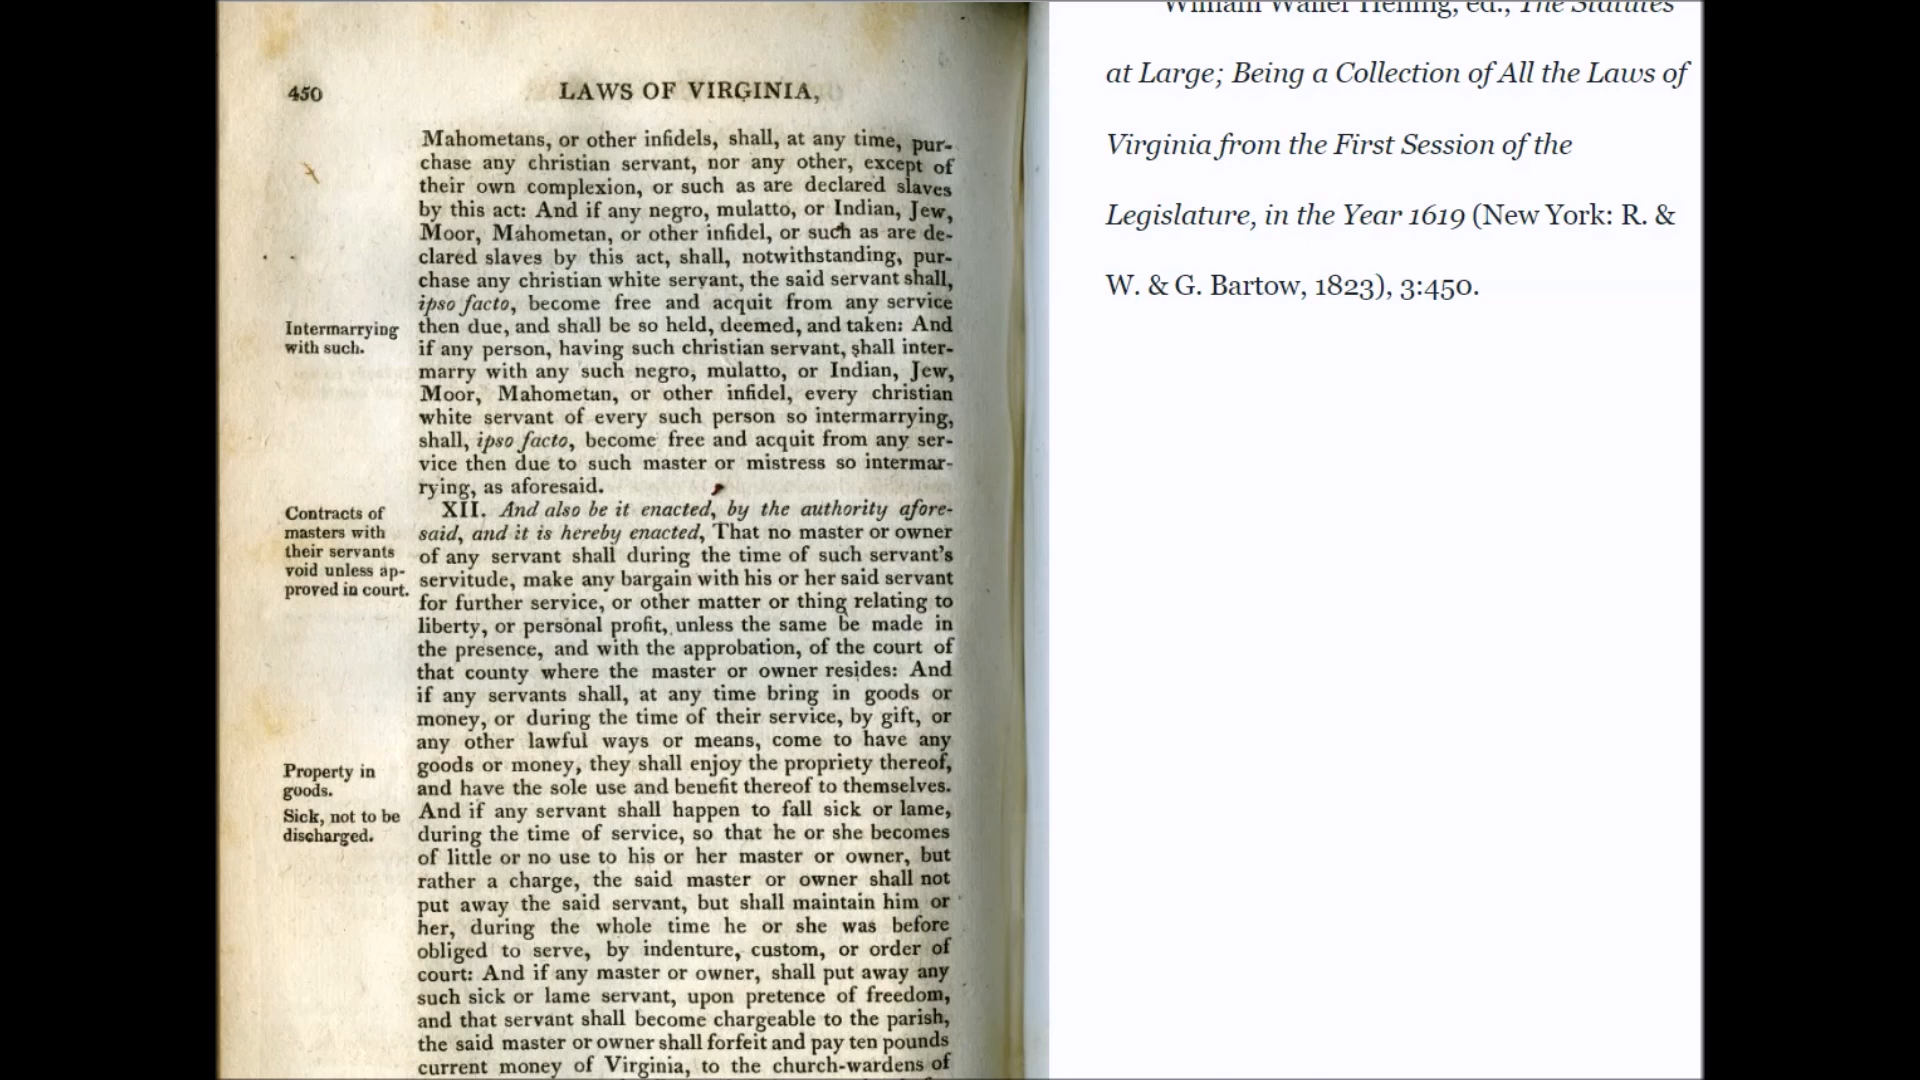 450
LAWS OF VIRGINIA,
Mahometans, or other infidels, shall, at any time, pur-
chase any christian servant, nor any other, except of
their own complexion, or such as are declared slaves
by this act: And if any negro, mulatto, or Indian, Jew,
Moor, Mahometan, or other infidel, or such as are de-
clared slaves by this act, shall, notwithstanding, pur-
chase any christian white servant, the said servant shall,
ipso facto, become free and acquit from any service
Intermarrying
with such.
then due, and shall be so held, deemed, and taken: And
if any person, having such christian servant, shall inter-
marry with any such negro, mulatto, or Indian, Jew,
Moor, Mahometan, or other infidel, every christian
white servant of every such person so intermarrying,
shall, ipso facto, become free and acquit from any ser-
vice then due to such master or mistress so intermar-
rying, as aforesaid.
Contracts of
masters with
their servants
void unless ap-
proved in court.
XII. And also be it enacted, by the authority afore-
said, and it is hereby enacted, That no master or owner
of any servant shall during the time of such servant's
servitude, make any bargain with his or her said servant
for further service, or other matter or thing relating to
liberty, or personal profit, unless the same be made in
the presence, and with the approbation, of the court of
that county where the master or owner resides: And
if any servants shall, at any time bring in goods or
money, or during the time of their service, by gift, or
any other lawful ways or means, come to have any
Property in
goods.
goods or money, they shall enjoy the propriety thereof,
and have the sole use and benefit thereof to themselves.
Sick, not to be
discharged.
And if any servant shall happen to fall sick or lame,
during the time of service, so that he or she becomes
of little or no use to his or her master or owner, but
rather a charge, the said master or owner shall not
put away the said servant, but shall maintain him or
her, during the whole time he or she was before
obliged to serve, by indenture, custom, or order of
court: And if any master or owner, shall put away any
such sick or lame servant, upon pretence of freedom,
and that servant shall become chargeable to the parish,
the said master or owner shall forfeit and pay ten pounds
current money of Virginia, to the church-wardens of
William Waller Hening, ed., The Statutes
at Large; Being a Collection of All the Laws of
Virginia from the First Session of the
Legislature, in the Year 1619 (New York: R. &
W. & G. Bartow, 1823), 3:450.